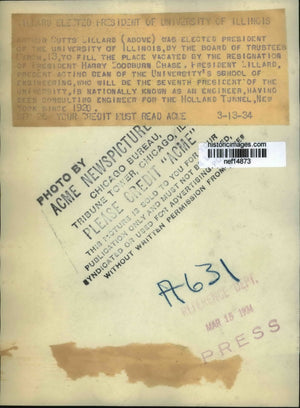 WILLARD ELECTED PRESIDENT OF UNIVERSITY OF ILLINOIS
ARTHUR CUTTS WILLARD (ABOVE) WAS ELECTED PRESIDENT
OF THE UNIVERSITY OF ILLINOIS, BY THE BOARD OF TRUSTEES
MARCH 13, TO FILL THE PLACE VACATED BY THE RESIGNATION
OF PRESIDENT HARRY WOODBURN CHASE. PRESIDENT WILLARD,
PRESENT ACTING DEAN OF THE UNIVERSITY'S SCHOOL OF
ENGINEERING, WHO WILL BE THE SEVENTH PRESIDENT OF THE
UNIVERSITY, IS NATIONALLY KNOWN AS AN ENGINEER, HAVING
BEEN CONSULTING ENGINEER FOR THE HOLLAND TUNNEL, NEW
YORK SINCE 1920.
YOUR CREDIT MUST READ ACME 3-13-34
historicimages.com
nef14873
PHOTO BY
ACME NEWSPICTURES
CHICAGO BUREAU,
TRIBUNE TOWER, CHICAGO, ILL.
PLEASE CREDIT "ACME"
THIS PICTURE IS SOLD TO YOU FOR YOUR
PUBLICATION ONLY AND MUST NOT BE LOANED,
SYNDICATED OR USED FOR ADVERTISING PURPOSES
WITHOUT WRITTEN PERMISSION FROM
A631
REFERENCE DEPT.
MAR 15 1934
PRESS